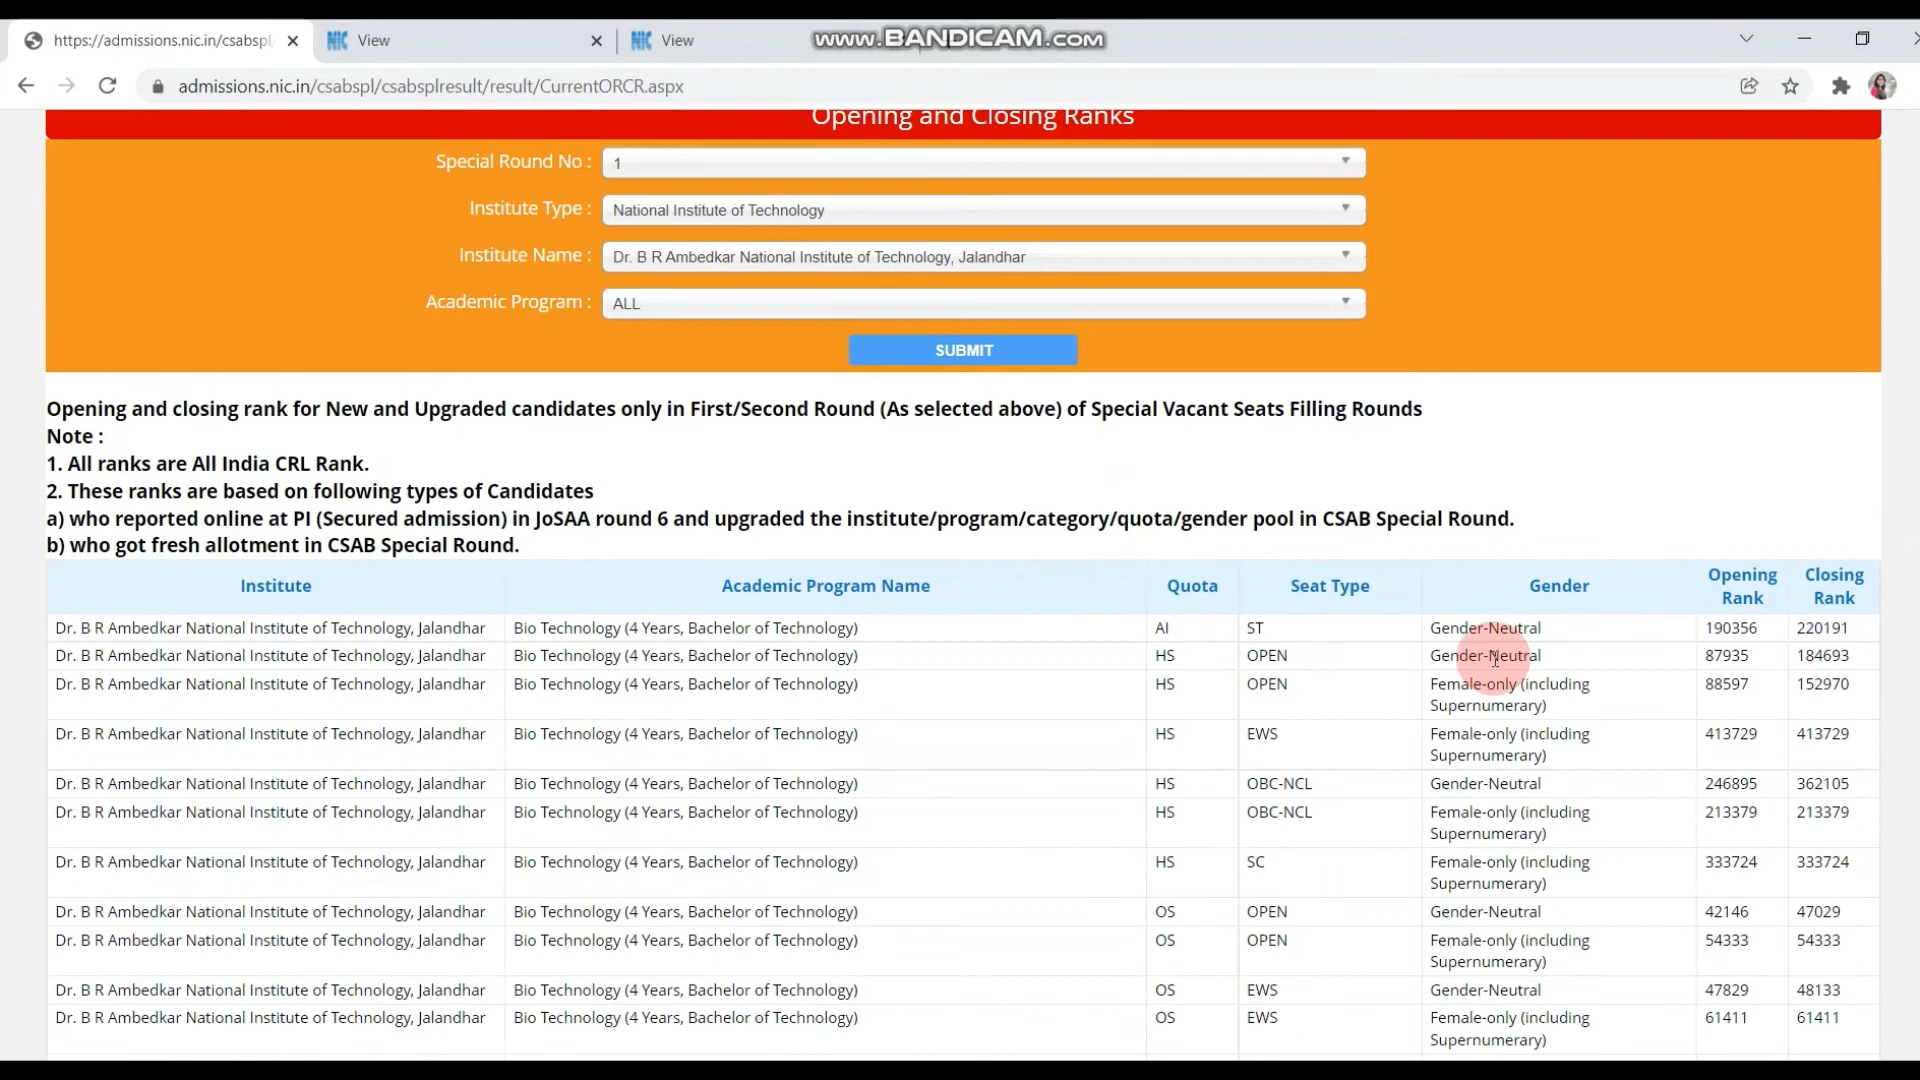 https://admissions.nic.in/csabspl
NIC View
NIC View
www.BANDICAM.com
admissions.nic.in/csabspl/csabsplresult/result/CurrentORCR.aspx
Opening and Closing Ranks
Special Round No : 1
Institute Type : National Institute of Technology
Institute Name : Dr. B R Ambedkar National Institute of Technology, Jalandhar
Academic Program : ALL
SUBMIT
Opening and closing rank for New and Upgraded candidates only in First/Second Round (As selected above) of Special Vacant Seats Filling Rounds
Note :
1. All ranks are All India CRL Rank.
2. These ranks are based on following types of Candidates
a) who reported online at PI (Secured admission) in JoSAA round 6 and upgraded the institute/program/category/quota/gender pool in CSAB Special Round.
b) who got fresh allotment in CSAB Special Round.
Institute Academic Program Name Quota Seat Type Gender Opening Rank Closing Rank
Dr. B R Ambedkar National Institute of Technology, Jalandhar Bio Technology (4 Years, Bachelor of Technology) AI ST Gender-Neutral 190356 220191
Dr. B R Ambedkar National Institute of Technology, Jalandhar Bio Technology (4 Years, Bachelor of Technology) HS OPEN Gender-Neutral 87935 184693
Dr. B R Ambedkar National Institute of Technology, Jalandhar Bio Technology (4 Years, Bachelor of Technology) HS OPEN Female-only (including Supernumerary) 88597 152970
Dr. B R Ambedkar National Institute of Technology, Jalandhar Bio Technology (4 Years, Bachelor of Technology) HS EWS Female-only (including Supernumerary) 413729 413729
Dr. B R Ambedkar National Institute of Technology, Jalandhar Bio Technology (4 Years, Bachelor of Technology) HS OBC-NCL Gender-Neutral 246895 362105
Dr. B R Ambedkar National Institute of Technology, Jalandhar Bio Technology (4 Years, Bachelor of Technology) HS OBC-NCL Female-only (including Supernumerary) 213379 213379
Dr. B R Ambedkar National Institute of Technology, Jalandhar Bio Technology (4 Years, Bachelor of Technology) HS SC Female-only (including Supernumerary) 333724 333724
Dr. B R Ambedkar National Institute of Technology, Jalandhar Bio Technology (4 Years, Bachelor of Technology) OS OPEN Gender-Neutral 42146 47029
Dr. B R Ambedkar National Institute of Technology, Jalandhar Bio Technology (4 Years, Bachelor of Technology) OS OPEN Female-only (including Supernumerary) 54333 54333
Dr. B R Ambedkar National Institute of Technology, Jalandhar Bio Technology (4 Years, Bachelor of Technology) OS EWS Gender-Neutral 47829 48133
Dr. B R Ambedkar National Institute of Technology, Jalandhar Bio Technology (4 Years, Bachelor of Technology) OS EWS Female-only (including Supernumerary) 61411 61411